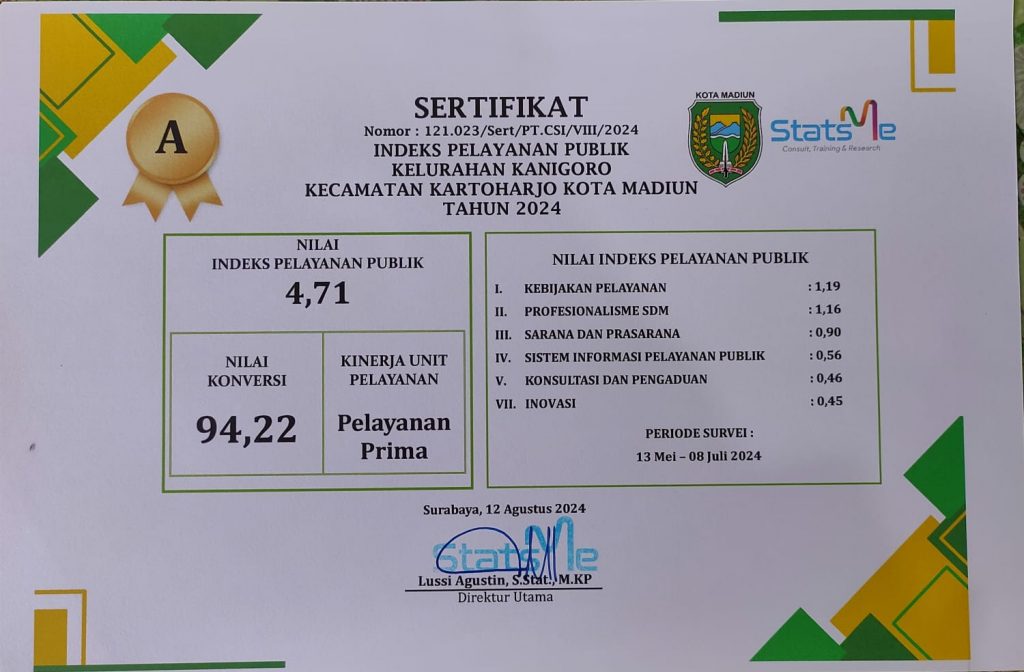 A
SERTIFIKAT
Nomor : 121.023/Sert/PT.CSI/VIII/2024
INDEKS PELAYANAN PUBLIK
KELURAHAN KANIGORO
KECAMATAN KARTOHARJO KOTA MADIUN
TAHUN 2024
KOTA MADIUN
StatsMe
Consult, Training & Research
NILAI
INDEKS PELAYANAN PUBLIK
4,71
NILAI
KONVERSI
94,22
KINERJA UNIT
PELAYANAN
Pelayanan
Prima
NILAI INDEKS PELAYANAN PUBLIK
I. KEBIJAKAN PELAYANAN : 1,19
II. PROFESIONALISME SDM : 1,16
III. SARANA DAN PRASARANA : 0,90
IV. SISTEM INFORMASI PELAYANAN PUBLIK : 0,56
V. KONSULTASI DAN PENGADUAN : 0,46
VII. INOVASI : 0,45
PERIODE SURVEI :
13 Mei – 08 Juli 2024
Surabaya, 12 Agustus 2024
StatsMe
Lussi Agustin, S.Stat., M.KP
Direktur Utama